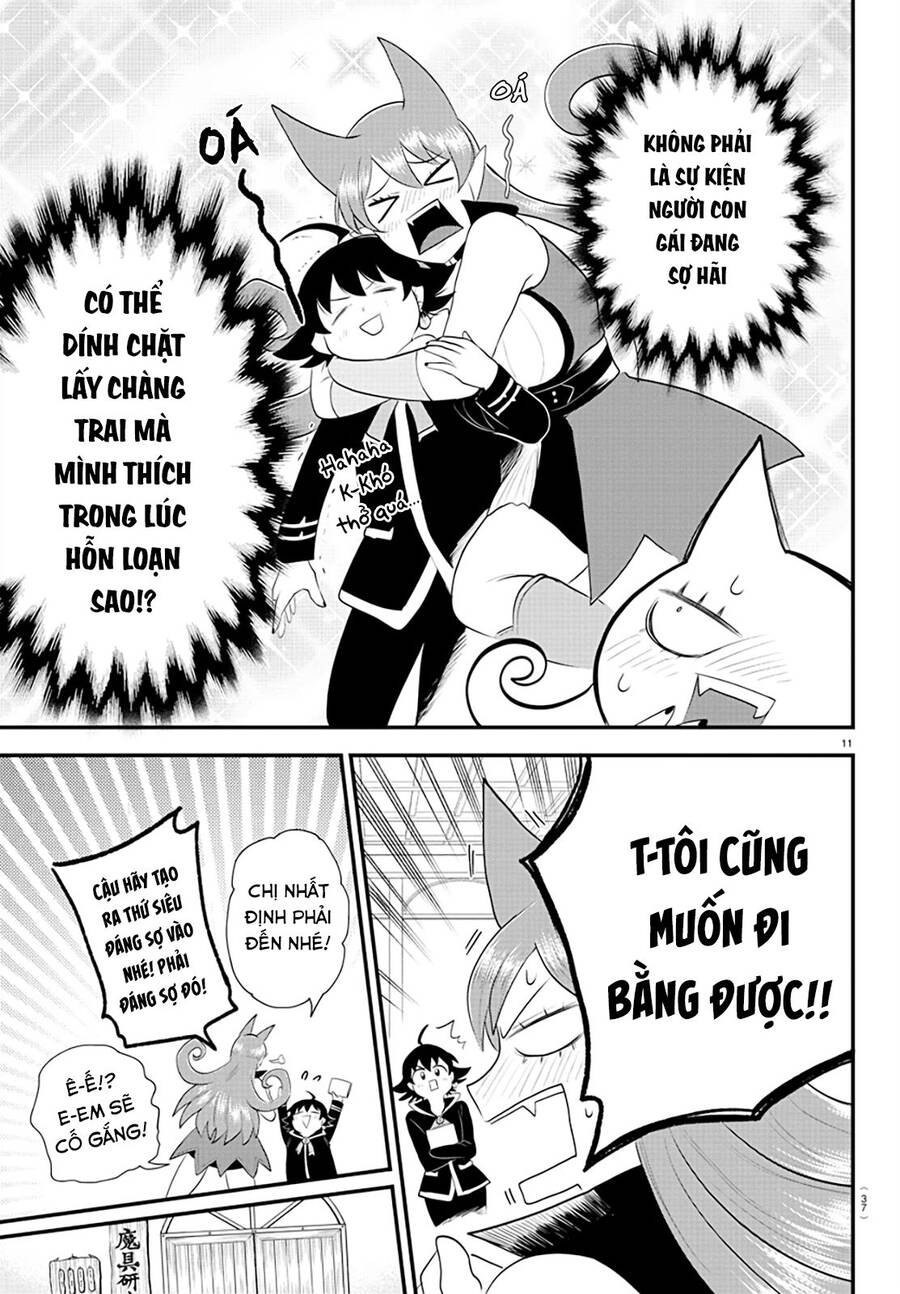 KHÔNG PHẢI
LÀ SỰ KIỆN
NGƯỜI CON
GÁI ĐANG
SỢ HÃI
OÁ
OÁ
CÓ THỂ
DÍNH CHẶT
LẤY CHÀNG
TRAI MÀ
MÌNH THÍCH
TRONG LÚC
HỖN LOẠN
SAO!?
Hahaha
K-Khó
thở quá...
11
T-TÔI CŨNG
MUỐN ĐI
BẰNG ĐƯỢC!!
CHỊ NHẤT
ĐỊNH PHẢI
ĐẾN NHÉ!
CẬU HÃY TẠO
RA THỨ SIÊU
ĐÁNG SỢ VÀO
NHÉ! PHẢI
ĐÁNG SỢ ĐÓ!
Ê-Ế!?
E-EM SẼ
CỐ GẮNG!
(37)
魔具研